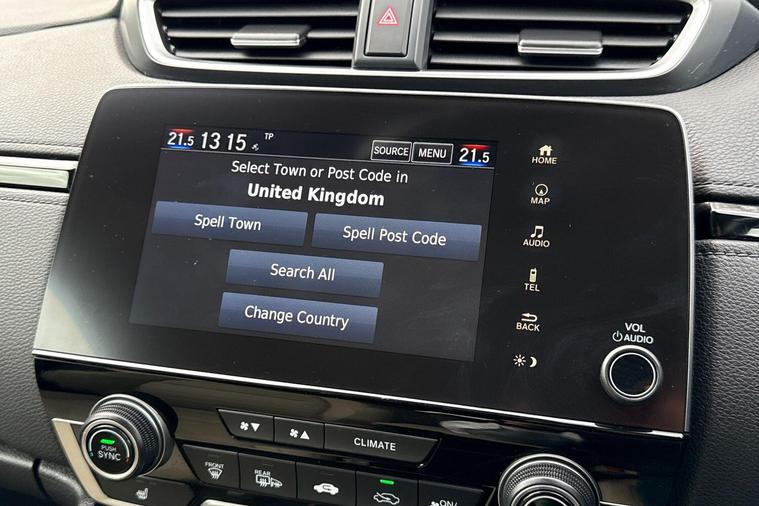 21.5 13 15 TP SOURCE MENU 21.5
Select Town or Post Code in
United Kingdom
Spell Town
Spell Post Code
Search All
Change Country
HOME
MAP
AUDIO
TEL
BACK
VOL
AUDIO
PUSH
SYNC
CLIMATE
FRONT
REAR
ON/